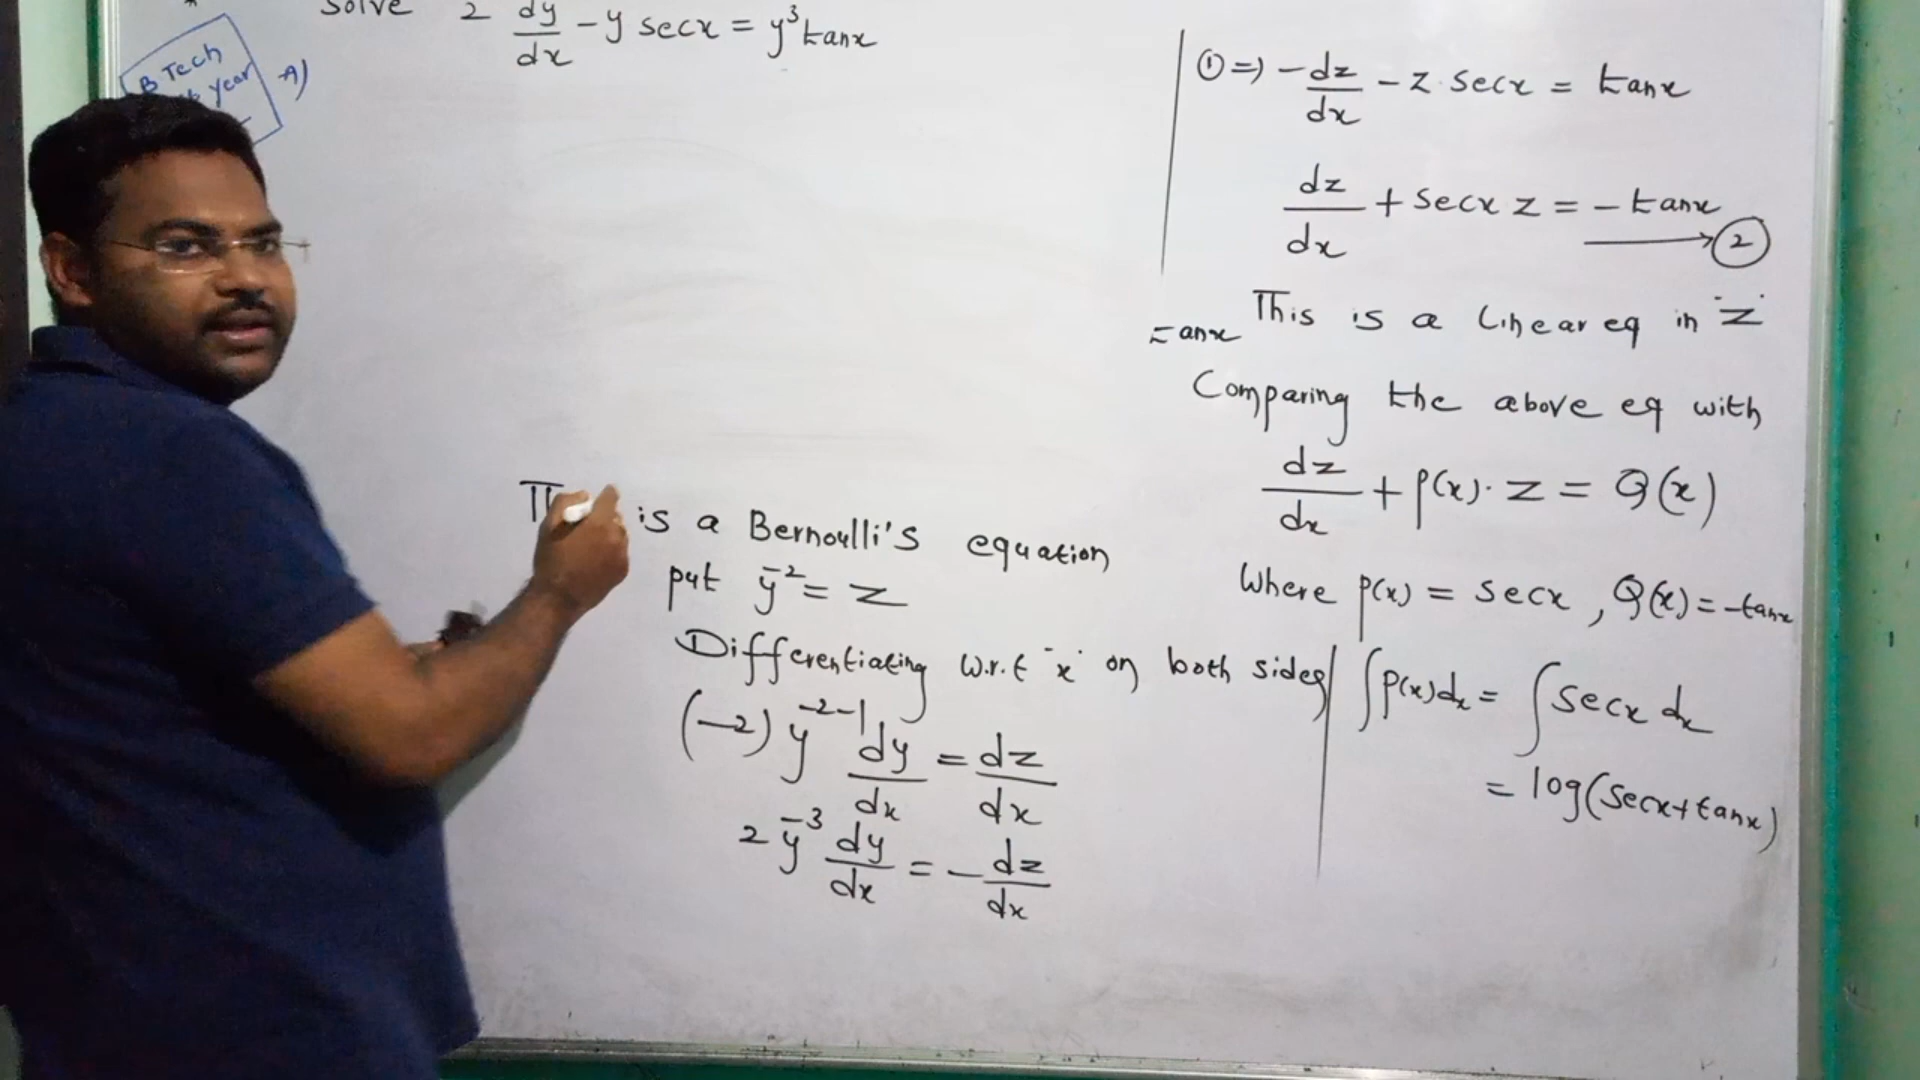 Solve 2 dy/dx - y secx = y³ tanx
B Tech
year
A)
This is a Bernoulli's equation
put y⁻² = z
Differentiating w.r.t 'x' on both sides
(-2) y⁻²⁻¹ dy/dx = dz/dx
2 y⁻³ dy/dx = - dz/dx
① => - dz/dx - z · secx = tanx
dz/dx + secx z = - tanx → ②
This is a linear eq in 'z'
= tanx
Comparing the above eq with
dz/dx + p(x) · z = Q(x)
Where p(x) = secx , Q(x) = -tanx
∫p(x)dx = ∫secx dx
= log(secx+tanx)